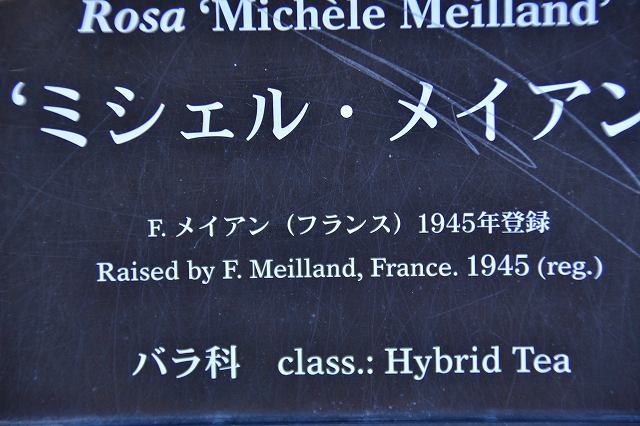 Rosa ‘Michèle Meilland’
‘ミシェル・メイアン
F. メイアン（フランス）1945年登録
Raised by F. Meilland, France. 1945 (reg.)
バラ科　class.: Hybrid Tea